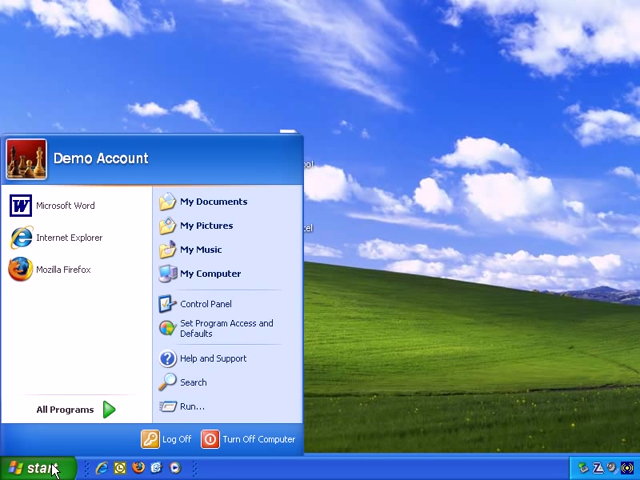 Demo Account
Microsoft Word
Internet Explorer
Mozilla Firefox
All Programs
My Documents
My Pictures
My Music
My Computer
Control Panel
Set Program Access and
Defaults
Help and Support
Search
Run...
Log Off
Turn Off Computer
start